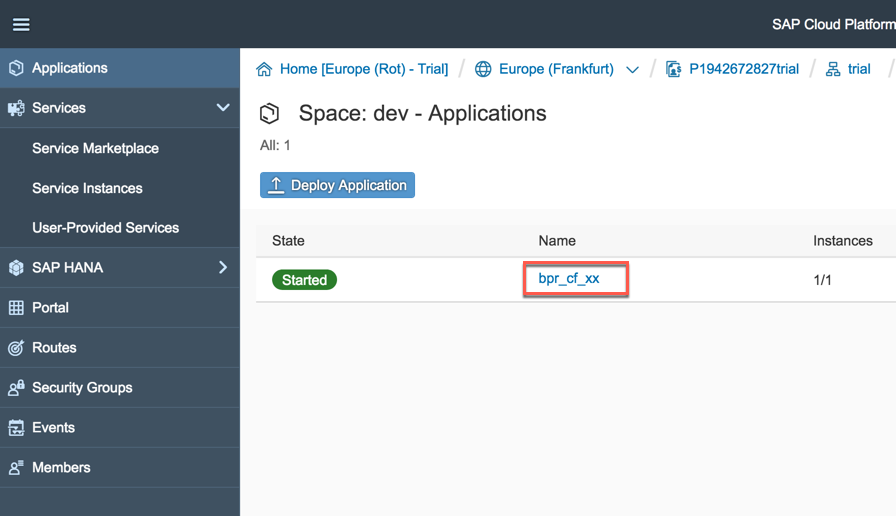 SAP Cloud Platform
Applications
Services
Service Marketplace
Service Instances
User-Provided Services
SAP HANA
Portal
Routes
Security Groups
Events
Members
Home [Europe (Rot) - Trial] / Europe (Frankfurt) / P1942672827trial / trial /
Space: dev - Applications
All: 1
Deploy Application
State Name Instances
Started bpr_cf_xx 1/1